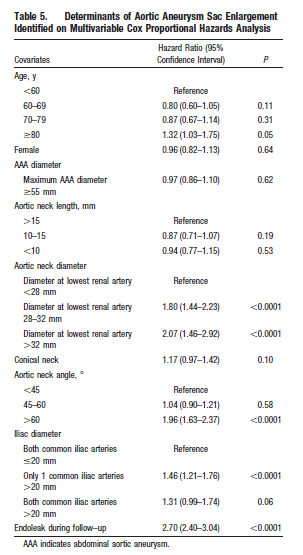 Table 5. Determinants of Aortic Aneurysm Sac Enlargement
Identified on Multivariable Cox Proportional Hazards Analysis
Hazard Ratio (95%
Covariates Confidence Interval) P
Age, y
<60 Reference
60–69 0.80 (0.60–1.05) 0.11
70–79 0.87 (0.67–1.14) 0.31
≥80 1.32 (1.03–1.75) 0.05
Female 0.96 (0.82–1.13) 0.64
AAA diameter
Maximum AAA diameter 0.97 (0.86–1.10) 0.62
≥55 mm
Aortic neck length, mm
>15 Reference
10–15 0.87 (0.71–1.07) 0.19
<10 0.94 (0.77–1.15) 0.53
Aortic neck diameter
Diameter at lowest renal artery Reference
<28 mm
Diameter at lowest renal artery 1.80 (1.44–2.23) <0.0001
28–32 mm
Diameter at lowest renal artery 2.07 (1.46–2.92) <0.0001
>32 mm
Conical neck 1.17 (0.97–1.42) 0.10
Aortic neck angle, °
<45 Reference
45–60 1.04 (0.90–1.21) 0.58
>60 1.96 (1.63–2.37) <0.0001
Iliac diameter
Both common iliac arteries Reference
≤20 mm
Only 1 common iliac arteries 1.46 (1.21–1.76) <0.0001
>20 mm
Both common iliac arteries 1.31 (0.99–1.74) 0.06
>20 mm
Endoleak during follow-up 2.70 (2.40–3.04) <0.0001
AAA indicates abdominal aortic aneurysm.